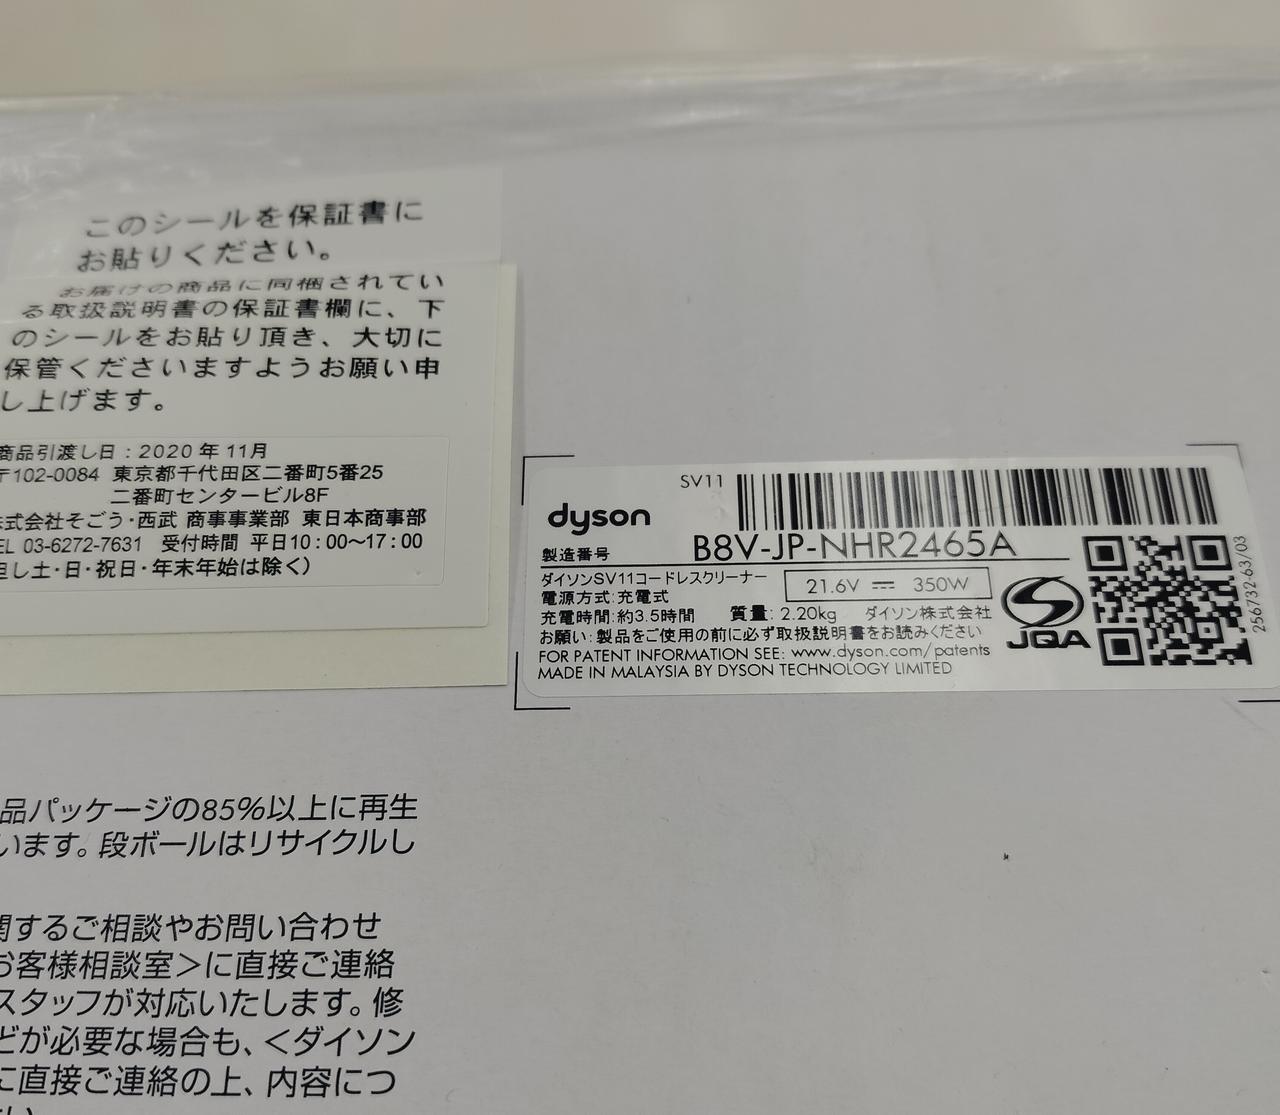 このシールを保証書に
お貼りください。
お届けの商品に同梱されてい
る取扱説明書の保証書欄に、下
のシールをお貼り頂き、大切に
保管くださいますようお願い申
し上げます。
商品引渡し日：2020年11月
〒102-0084 東京都千代田区二番町5番25
二番町センタービル8F
株式会社そごう・西武 商事事業部 東日本商事部
EL 03-6272-7631 受付時間 平日10：00～17：00
但し土・日・祝日・年末年始は除く）
SV11
dyson
製造番号 B8V-JP-NHR2465A
ダイソンSV11コードレスクリーナー
電源方式:充電式
21.6V ⎓ 350W
充電時間:約3.5時間 質量: 2.20kg ダイソン株式会社
お願い:製品をご使用の前に必ず取扱説明書をお読みください
FOR PATENT INFORMATION SEE: www.dyson.com/patents
MADE IN MALAYSIA BY DYSON TECHNOLOGY LIMITED
JQA
256732-63/03
品パッケージの85%以上に再生
います。段ボールはリサイクルし
関するご相談やお問い合わせ
お客様相談室＞に直接ご連絡
スタッフが対応いたします。修
どが必要な場合も、＜ダイソン
に直接ご連絡の上、内容につ